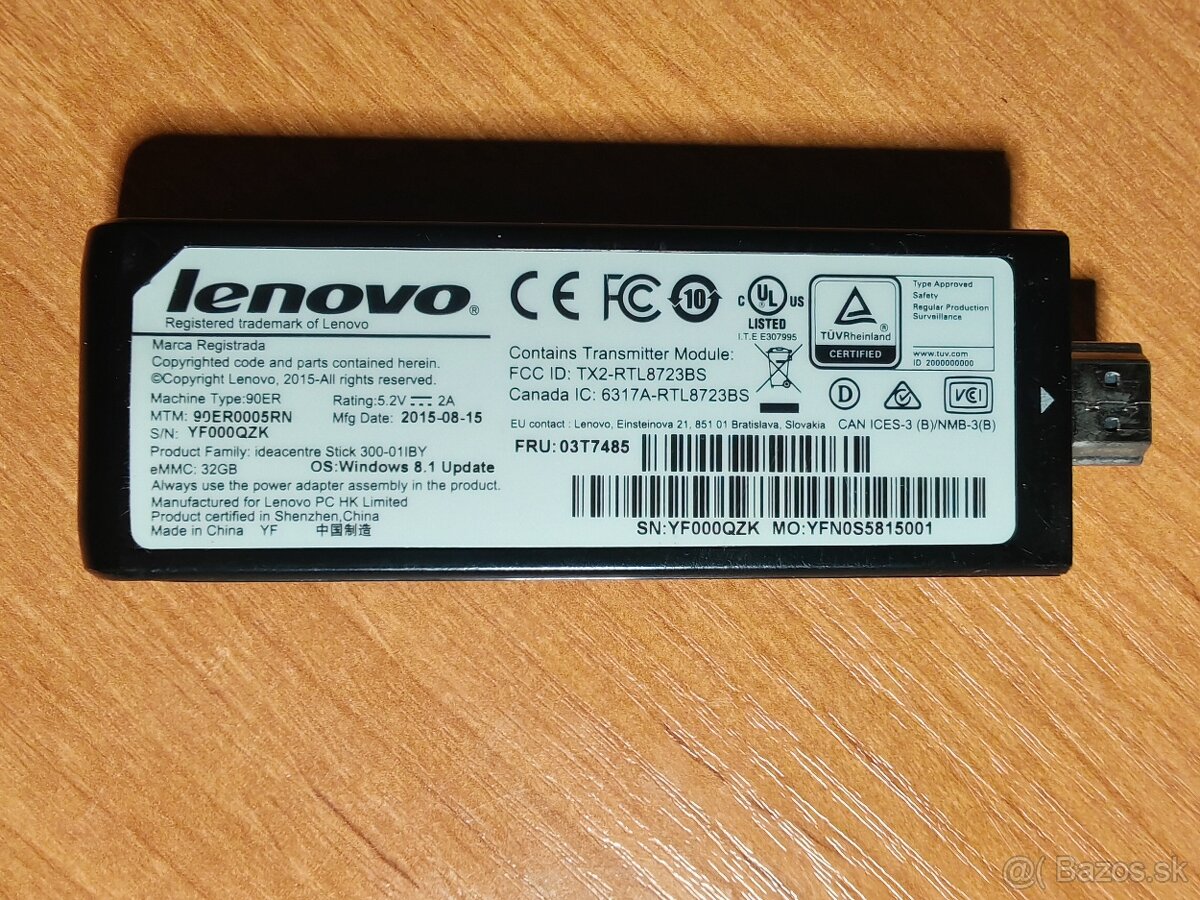 lenovo®
Registered trademark of Lenovo
Marca Registrada
Copyrighted code and parts contained herein.
©Copyright Lenovo, 2015-All rights reserved.
Machine Type:90ER Rating:5.2V ⎓ 2A
MTM: 90ER0005RN Mfg Date: 2015-08-15
S/N: YF000QZK
Product Family: ideacentre Stick 300-01IBY
eMMC: 32GB OS:Windows 8.1 Update
Always use the power adapter assembly in the product.
Manufactured for Lenovo PC HK Limited
Product certified in Shenzhen,China
Made in China YF 中国制造
CE FC 10 c UL US
LISTED
I.T.E E307995
TÜVRheinland®
CERTIFIED
Type Approved
Safety
Regular Production
Surveillance
www.tuv.com
ID 2000000000
Contains Transmitter Module:
FCC ID: TX2-RTL8723BS
Canada IC: 6317A-RTL8723BS
D VCI
EU contact : Lenovo, Einsteinova 21, 851 01 Bratislava, Slovakia CAN ICES-3 (B)/NMB-3(B)
FRU: 03T7485
SN:YF000QZK MO:YFN0S5815001
@( Bazos.sk